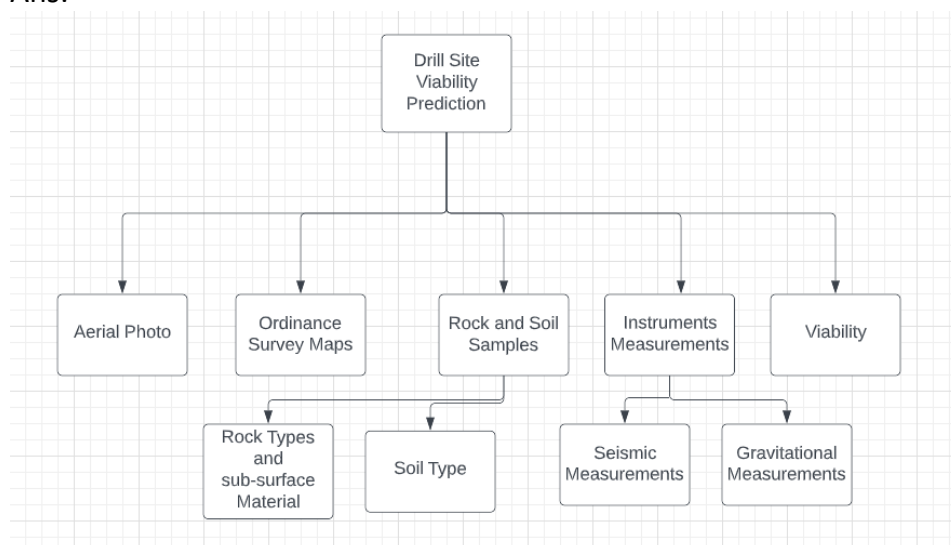 Ans:
Drill Site
Viability
Prediction
Aerial Photo
Ordinance
Survey Maps
Rock and Soil
Samples
Instruments
Measurements
Viability
Rock Types
and
sub-surface
Material
Soil Type
Seismic
Measurements
Gravitational
Measurements